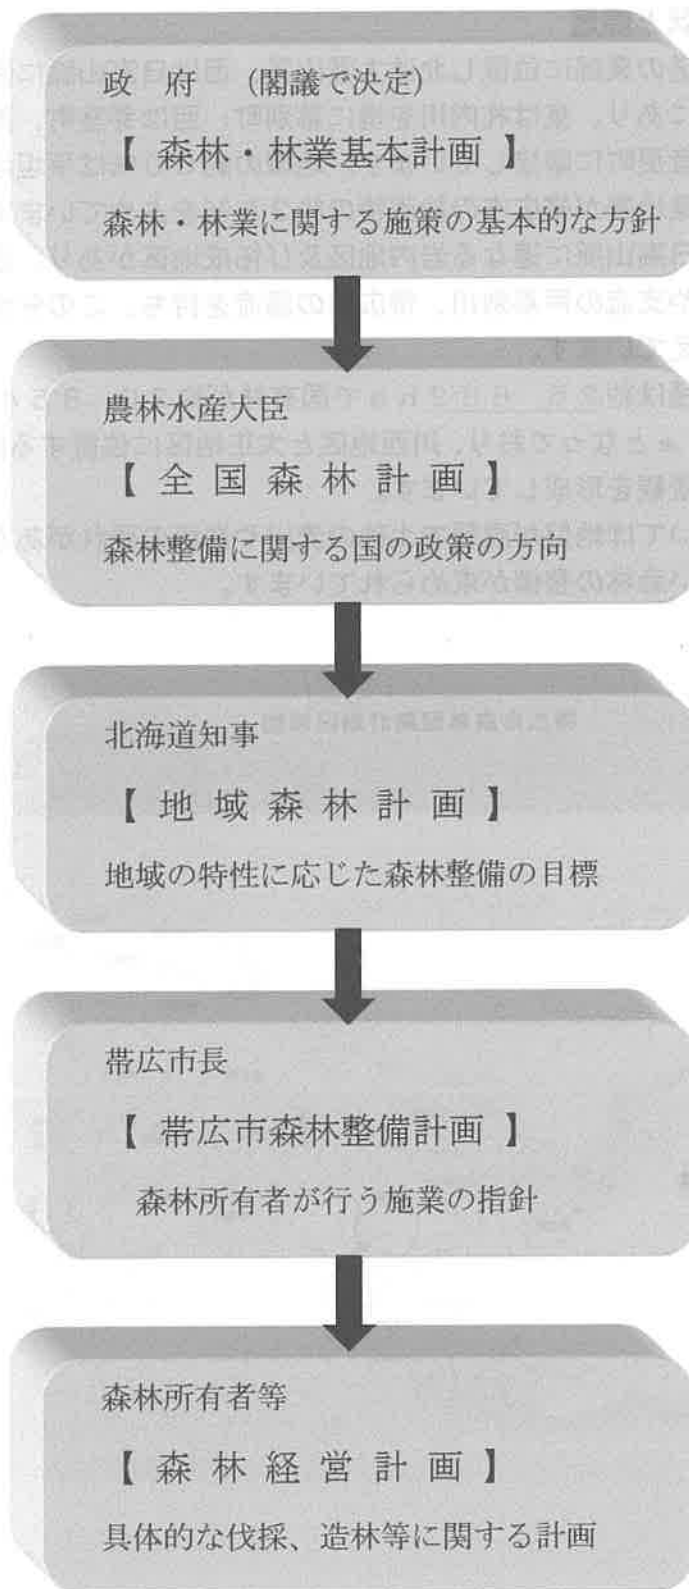 政　府　（閣議で決定）
【 森林・林業基本計画 】
森林・林業に関する施策の基本的な方針
農林水産大臣
【 全 国 森 林 計 画 】
森林整備に関する国の政策の方向
北海道知事
【 地 域 森 林 計 画 】
地域の特性に応じた森林整備の目標
帯広市長
【 帯広市森林整備計画 】
森林所有者が行う施業の指針
森林所有者等
【 森 林 経 営 計 画 】
具体的な伐採、造林等に関する計画